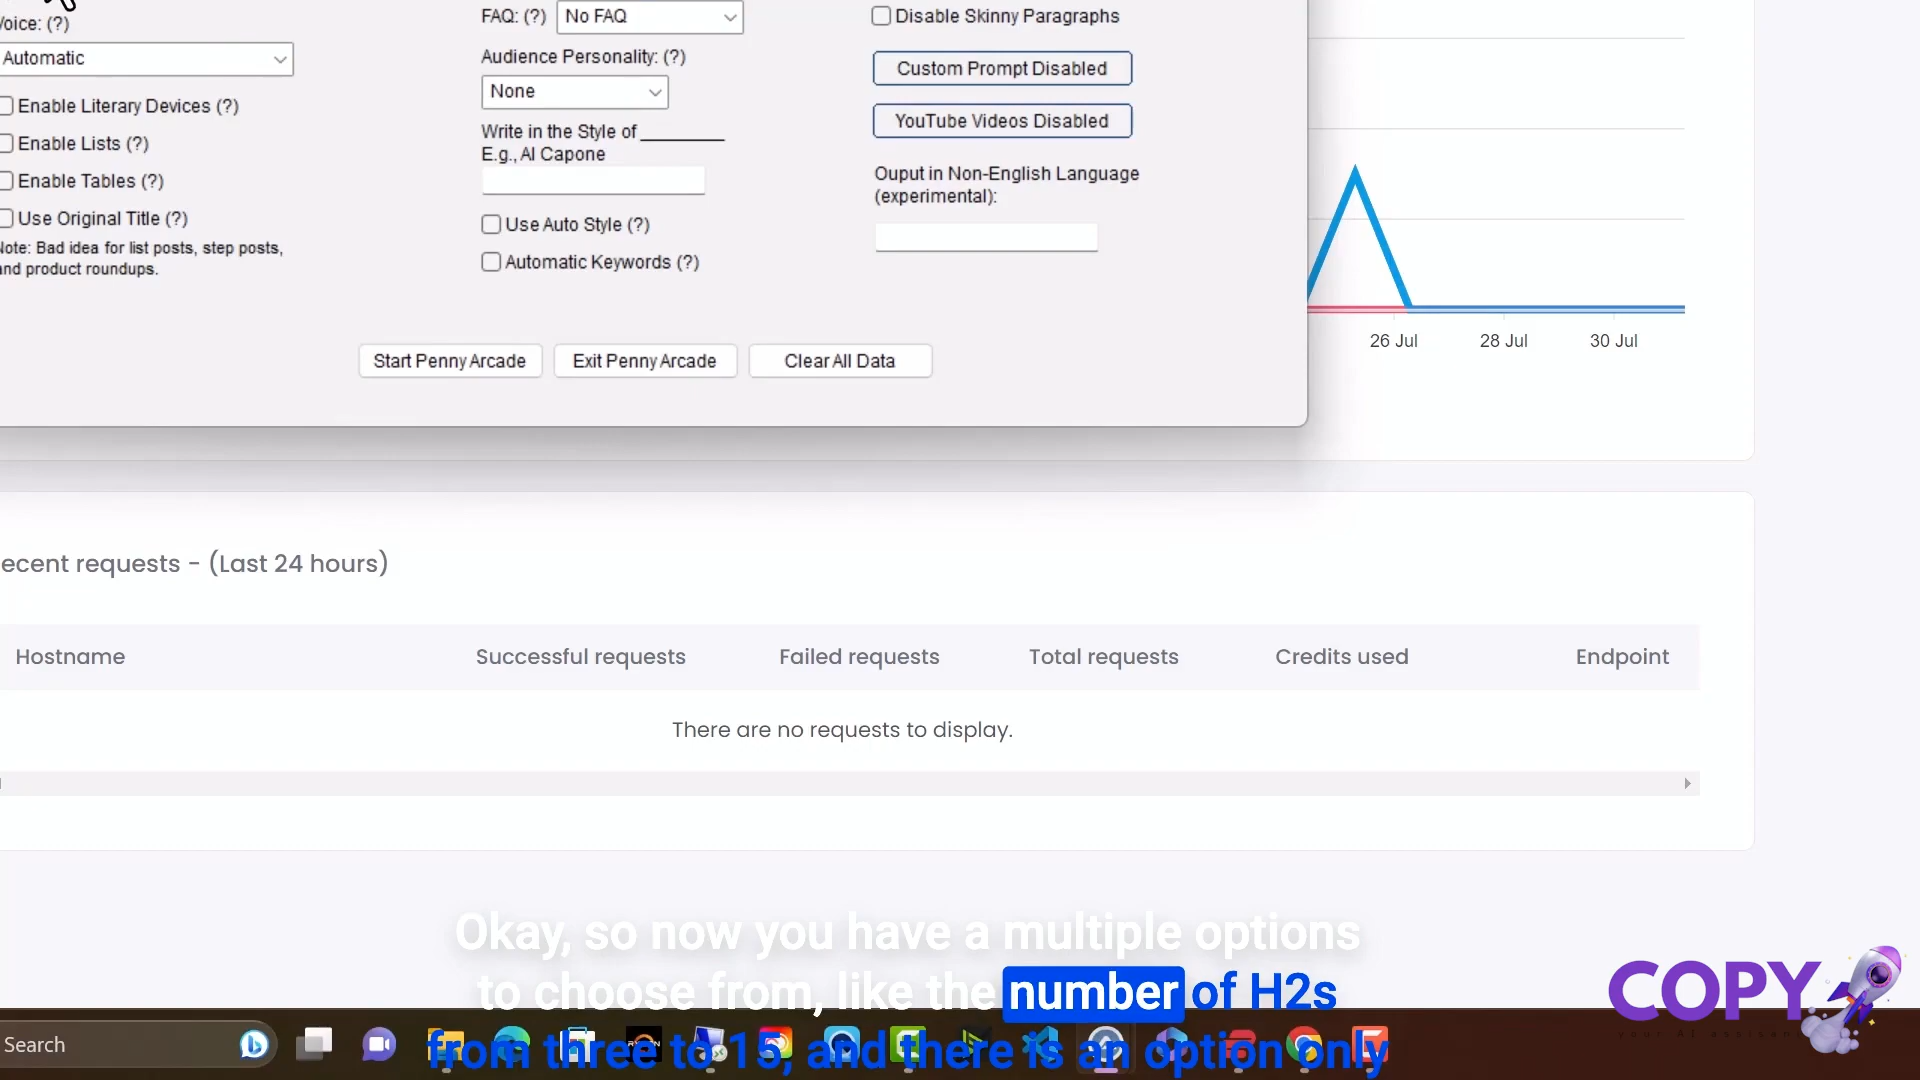 Voice: (?)
FAQ: (?) No FAQ
Disable Skinny Paragraphs
Automatic
Audience Personality: (?)
Custom Prompt Disabled
None
Enable Literary Devices (?)
YouTube Videos Disabled
Write in the Style of ________
E.g., Al Capone
Enable Lists (?)
Ouput in Non-English Language
(experimental):
Enable Tables (?)
Use Original Title (?)
Use Auto Style (?)
Note: Bad idea for list posts, step posts,
and product roundups.
Automatic Keywords (?)
26 Jul 28 Jul 30 Jul
Start Penny Arcade Exit Penny Arcade Clear All Data
ecent requests - (Last 24 hours)
Hostname Successful requests Failed requests Total requests Credits used Endpoint
There are no requests to display.
Okay, so now you have a multiple options
to choose from, like the number of H2s
from three to 15, and there is an option only
COPY
Search